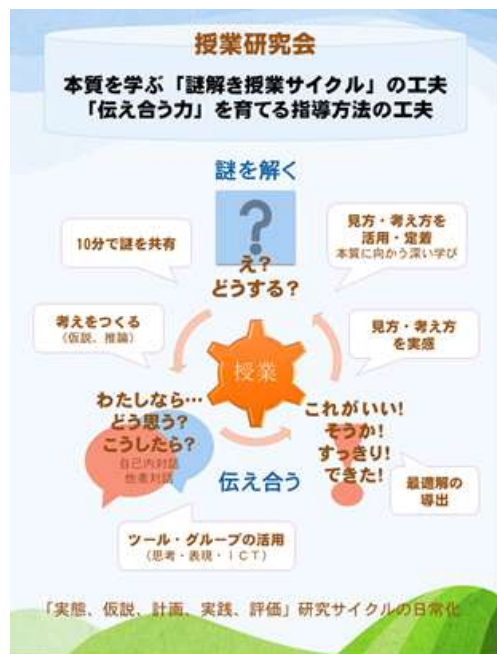 授業研究会
本質を学ぶ「謎解き授業サイクル」の工夫
「伝え合う力」を育てる指導方法の工夫
謎を解く
?
え?
どうする?
10分で謎を共有
見方・考え方を
活用・定着
本質に向かう深い学び
考えをつくる
(仮説、推論)
見方・考え方
を実感
授業
わたしなら…
どう思う?
こうしたら?
自己内対話
他者対話
これがいい!
そうか!
すっきり!
できた!
伝え合う
最適解の
導出
ツール・グループの活用
(思考・表現・ICT)
「実態、仮説、計画、実践、評価」研究サイクルの日常化